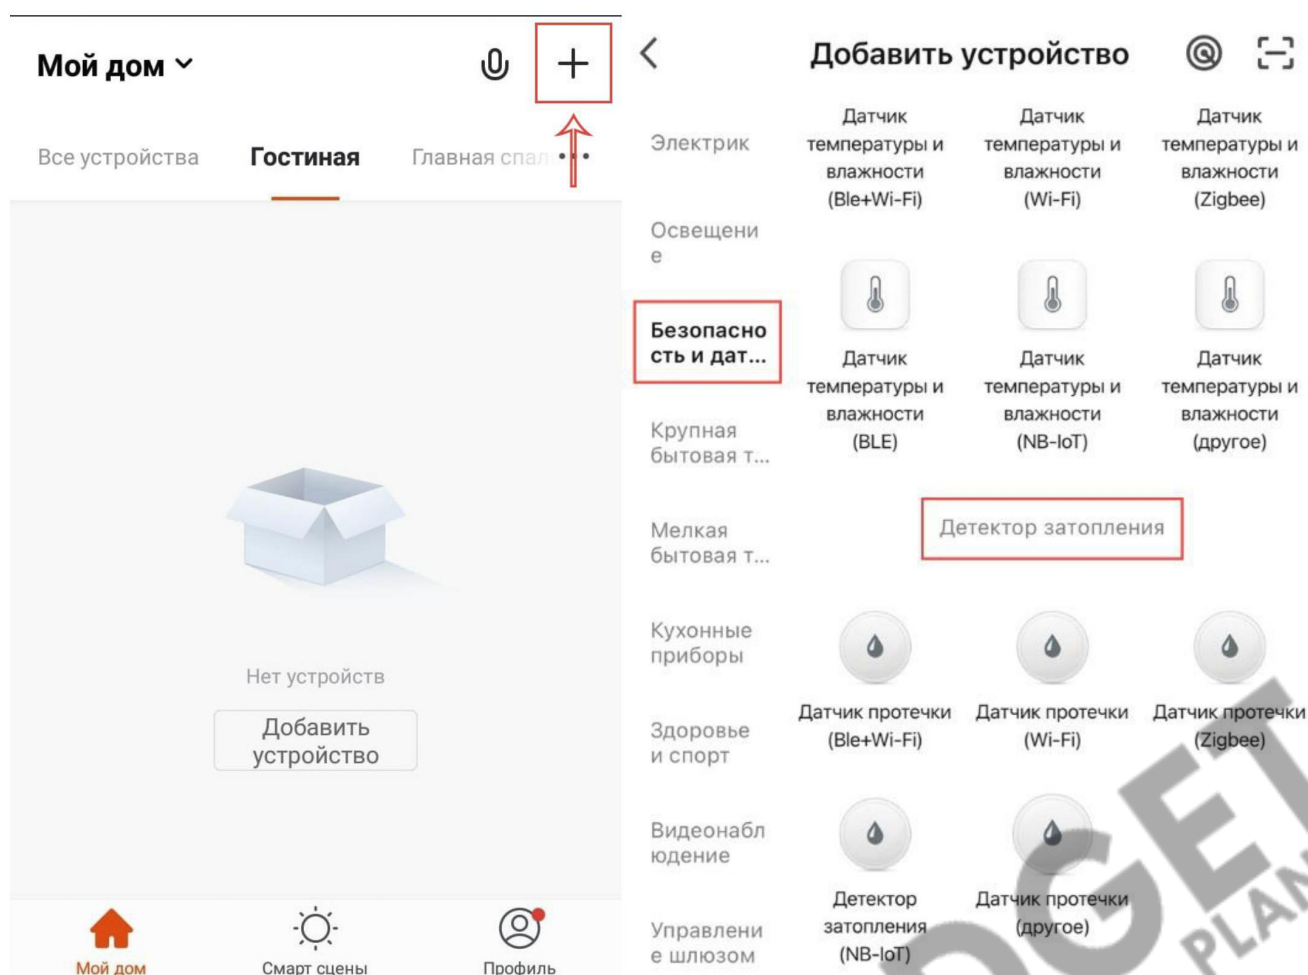 Мой дом
Все устройства Гостиная Главная спал
Нет устройств
Добавить
устройство
Мой дом Смарт сцены Профиль
Добавить устройство
Электрик
Освещени
е
Безопасно
сть и дат...
Крупная
бытовая т...
Мелкая
бытовая т...
Кухонные
приборы
Здоровье
и спорт
Видеонабл
юдение
Управлени
е шлюзом
Датчик
температуры и
влажности
(Ble+Wi-Fi)
Датчик
температуры и
влажности
(Wi-Fi)
Датчик
температуры и
влажности
(Zigbee)
Датчик
температуры и
влажности
(BLE)
Датчик
температуры и
влажности
(NB-IoT)
Датчик
температуры и
влажности
(другое)
Детектор затопления
Датчик протечки
(Ble+Wi-Fi)
Датчик протечки
(Wi-Fi)
Датчик протечки
(Zigbee)
Детектор
затопления
(NB-IoT)
Датчик протечки
(другое)
DGET
PLAN